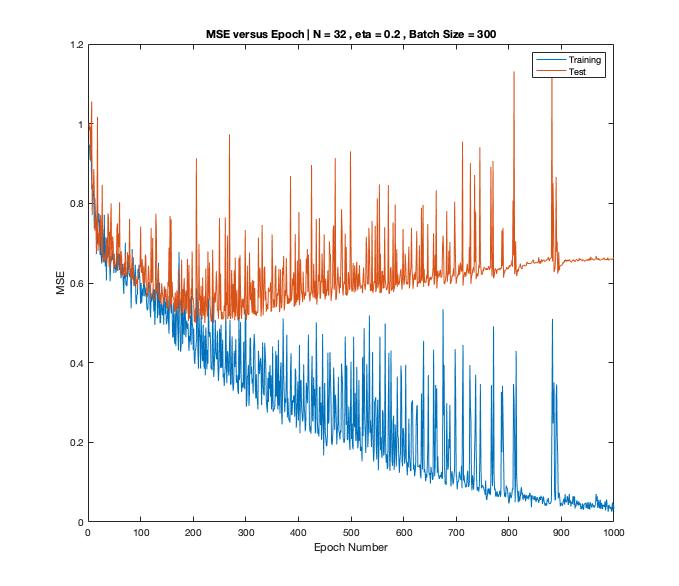 MSE versus Epoch | N = 32 , eta = 0.2 , Batch Size = 300
Training
Test
1.2
1
0.8
0.6
0.4
0.2
0
MSE
0 100 200 300 400 500 600 700 800 900 1000
Epoch Number